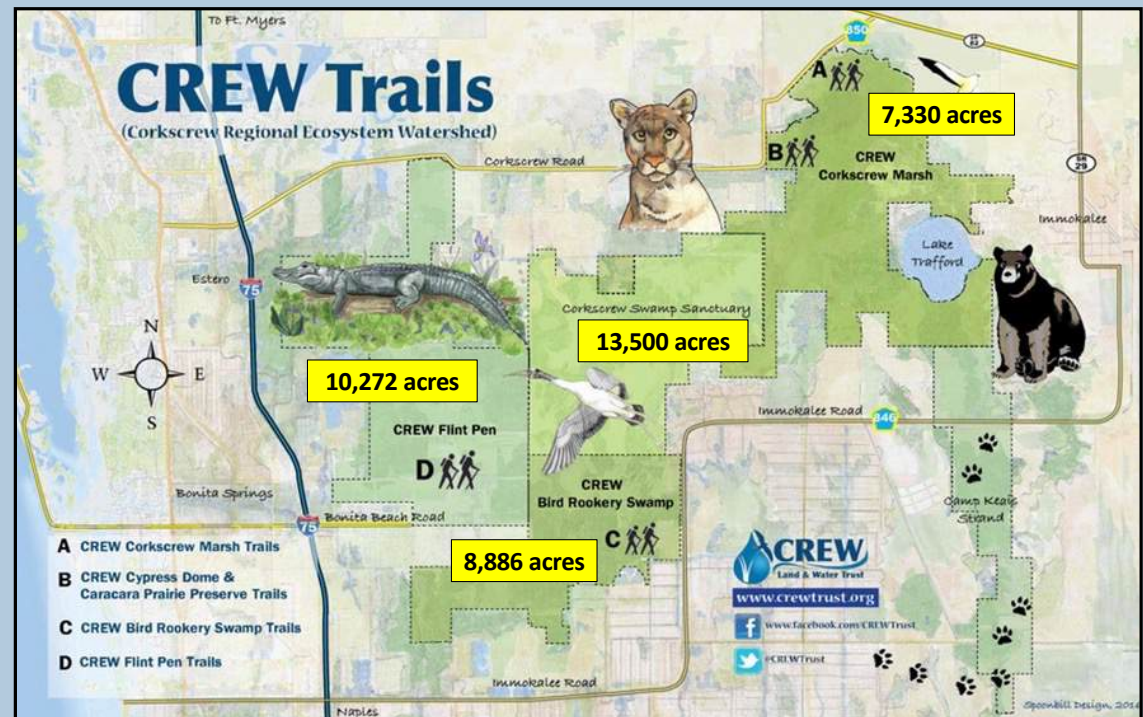 To Ft. Myers
CREW Trails
(Corkscrew Regional Ecosystem Watershed)
850
SR
82
A
7,330 acres
Corkscrew Road
B
CREW
Corkscrew Marsh
SR
29
Immokalee
Lake
Trafford
Estero
75
Corkscrew Swamp Sanctuary
13,500 acres
N
W
E
S
10,272 acres
Immokalee Road
846
CREW Flint Pen
D
CREW
Bird Rookery Swamp
Camp Keais
Strand
Bonita Springs
75
Bonita Beach Road
C
8,886 acres
A CREW Corkscrew Marsh Trails
B CREW Cypress Dome &
Caracara Prairie Preserve Trails
C CREW Bird Rookery Swamp Trails
D CREW Flint Pen Trails
CREW
Land & Water Trust
www.crewtrust.org
www.facebook.com/CREWTrust
@CREWTrust
Immokalee Road
Naples
Spoonbill Design,